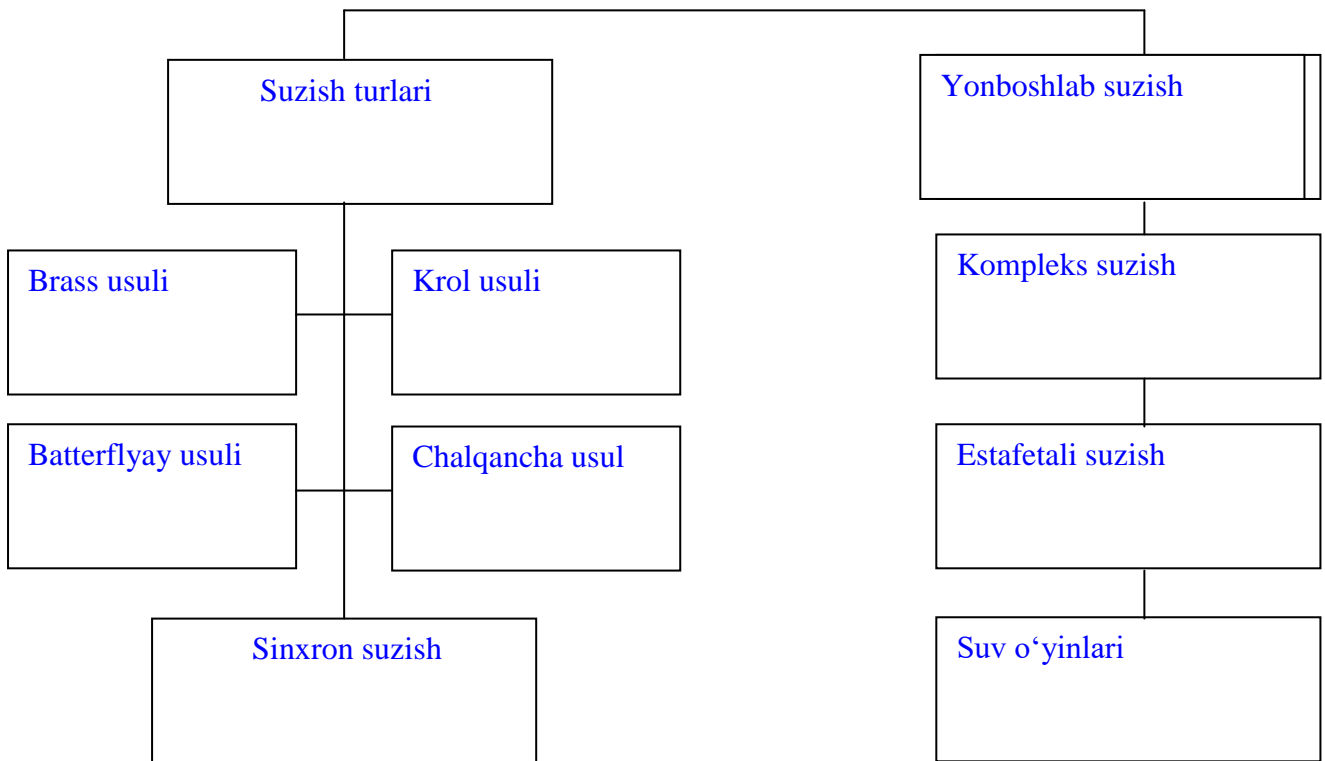 Suzish turlari
Yonboshlab suzish
Brass usuli
Krol usuli
Kompleks suzish
Batterflyay usuli
Chalqancha usul
Estafetali suzish
Sinxron suzish
Suv o‘yinlari